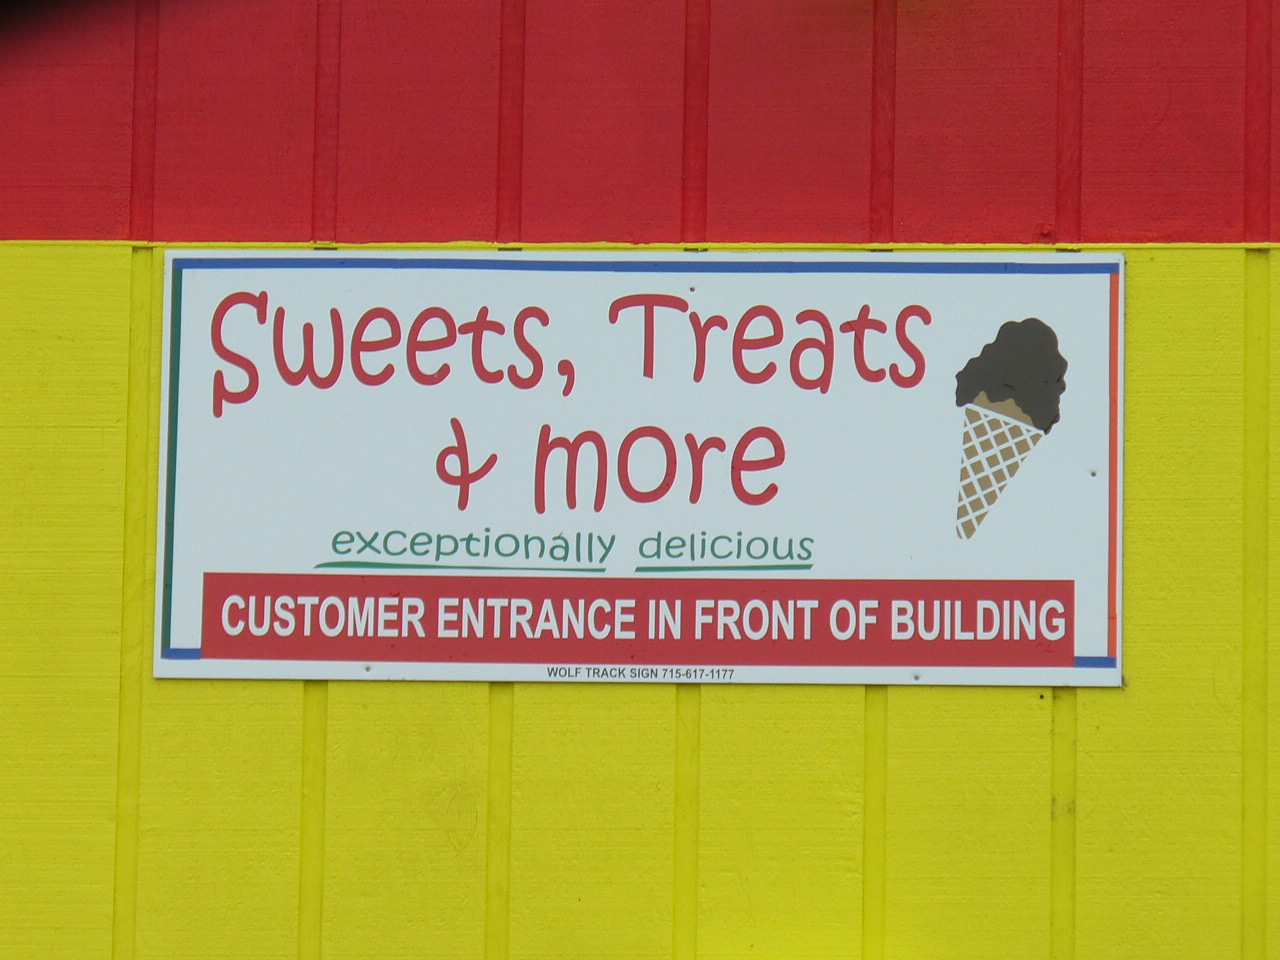 Sweets, Treats
& more
exceptionally delicious
CUSTOMER ENTRANCE IN FRONT OF BUILDING
WOLF TRACK SIGN 715-617-1177